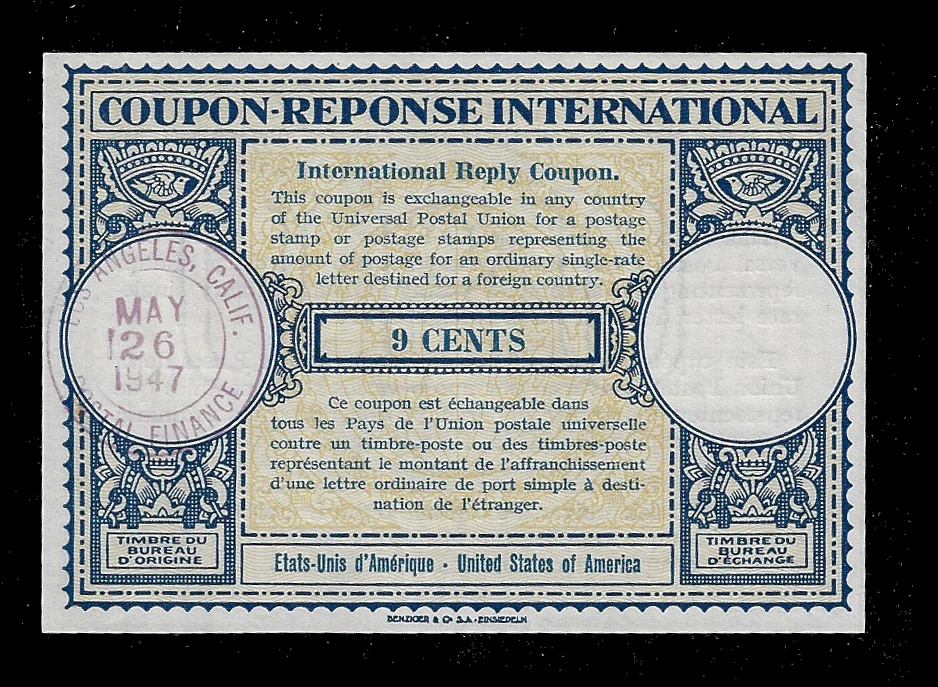 COUPON-REPONSE INTERNATIONAL
International Reply Coupon.
This coupon is exchangeable in any country
of the Universal Postal Union for a postage
stamp or postage stamps representing the
amount of postage for an ordinary single-rate
letter destined for a foreign country.
LOS ANGELES, CALIF.
MAY
26
1947
POSTAL FINANCE
9 CENTS
Ce coupon est échangeable dans
tous les Pays de l'Union postale universelle
contre un timbre-poste ou des timbres-poste
représentant le montant de l'affranchissement
d'une lettre ordinaire de port simple à desti-
nation de l'étranger.
TIMBRE DU
BUREAU
D'ORIGINE
TIMBRE DU
BUREAU
D'ÉCHANGE
Etats-Unis d'Amérique · United States of America
BENZIGER & Co S.A. - EINSIEDELN